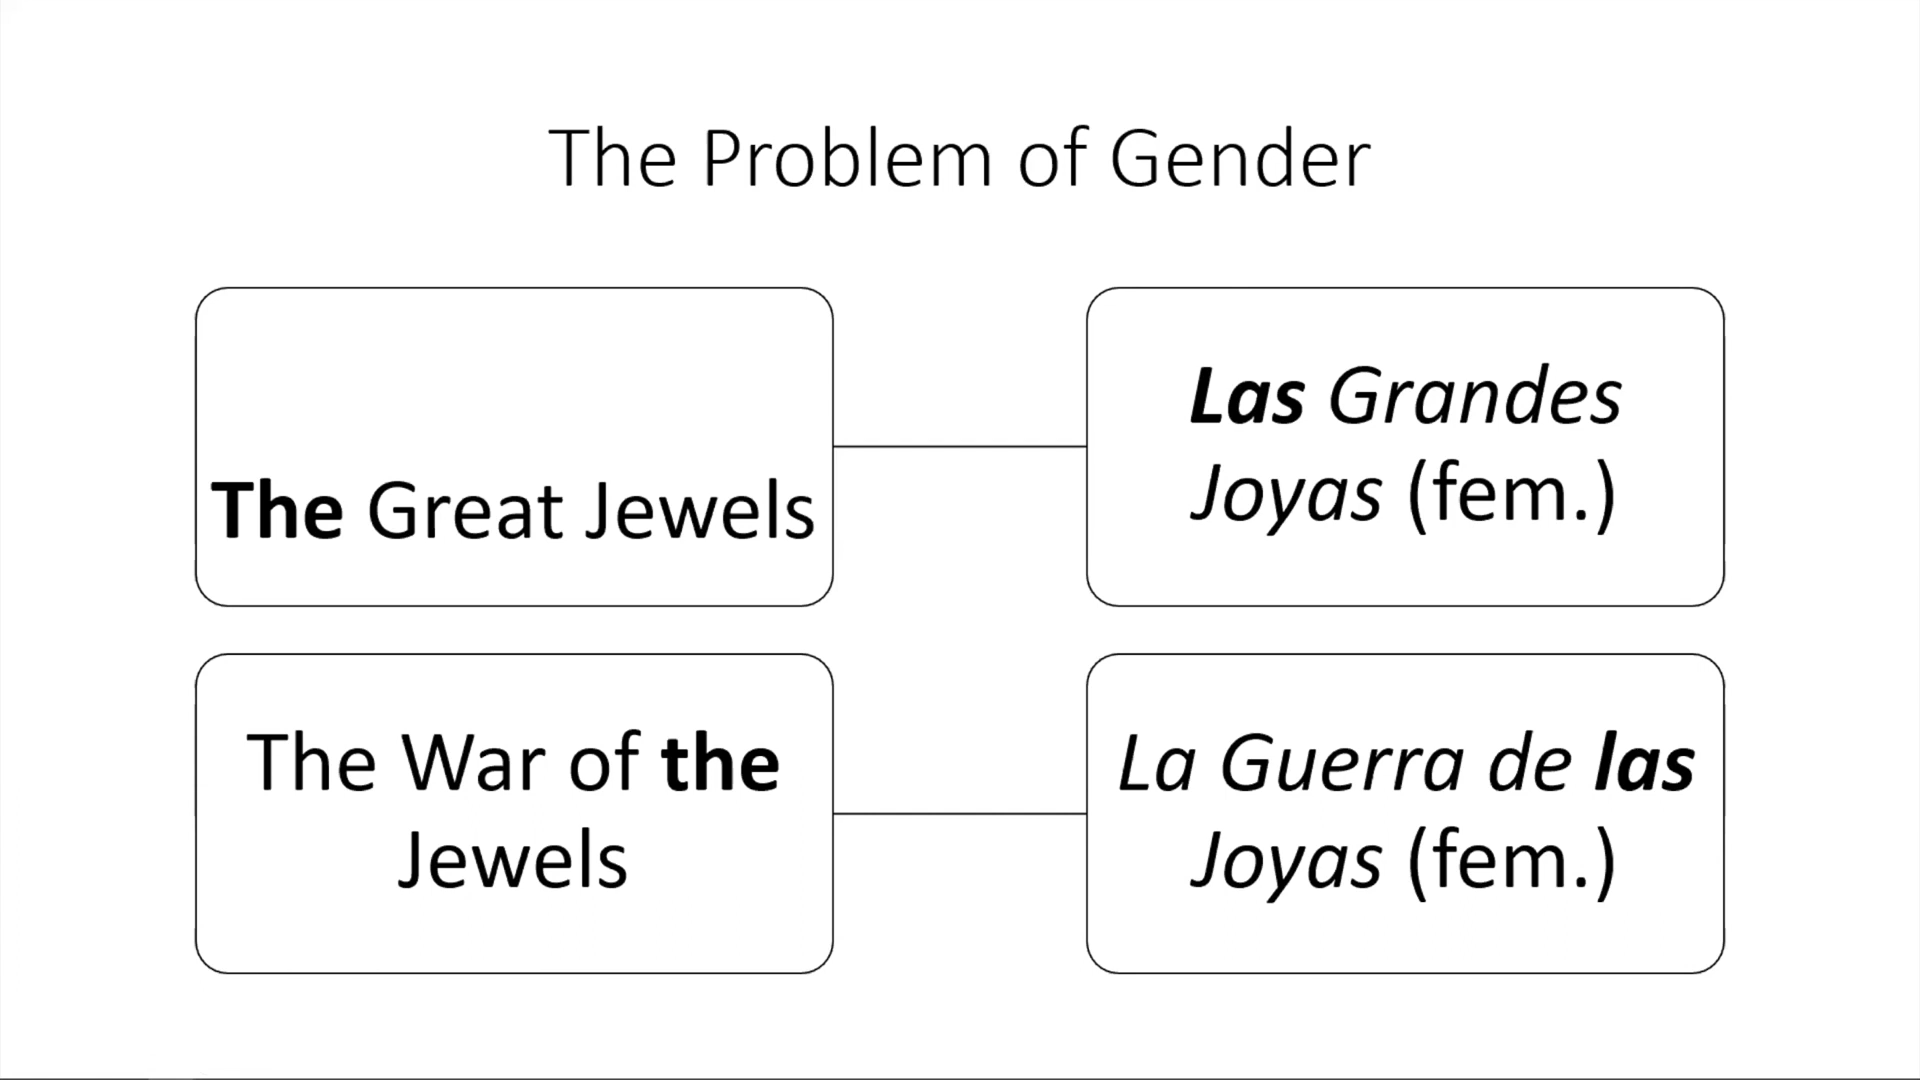 The Problem of Gender
The Great Jewels
Las Grandes
Joyas (fem.)
The War of the
Jewels
La Guerra de las
Joyas (fem.)